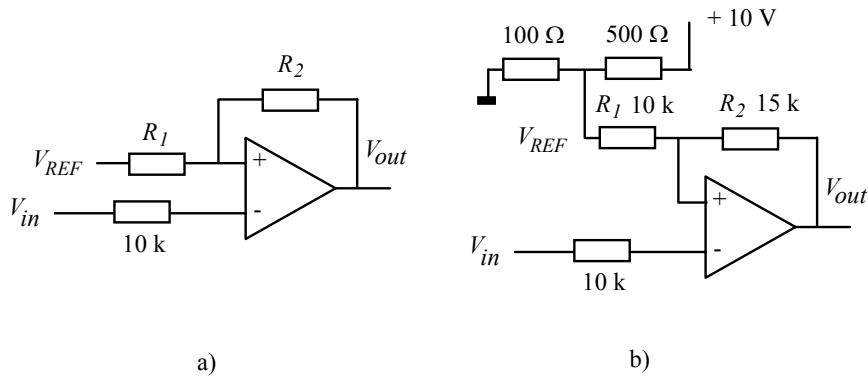 + 10 V
100 Ω
500 Ω
R2
R1 10 k
R2 15 k
R1
VREF
+
Vout
Vin
-
10 k
VREF
+
Vout
Vin
-
10 k
a)
b)